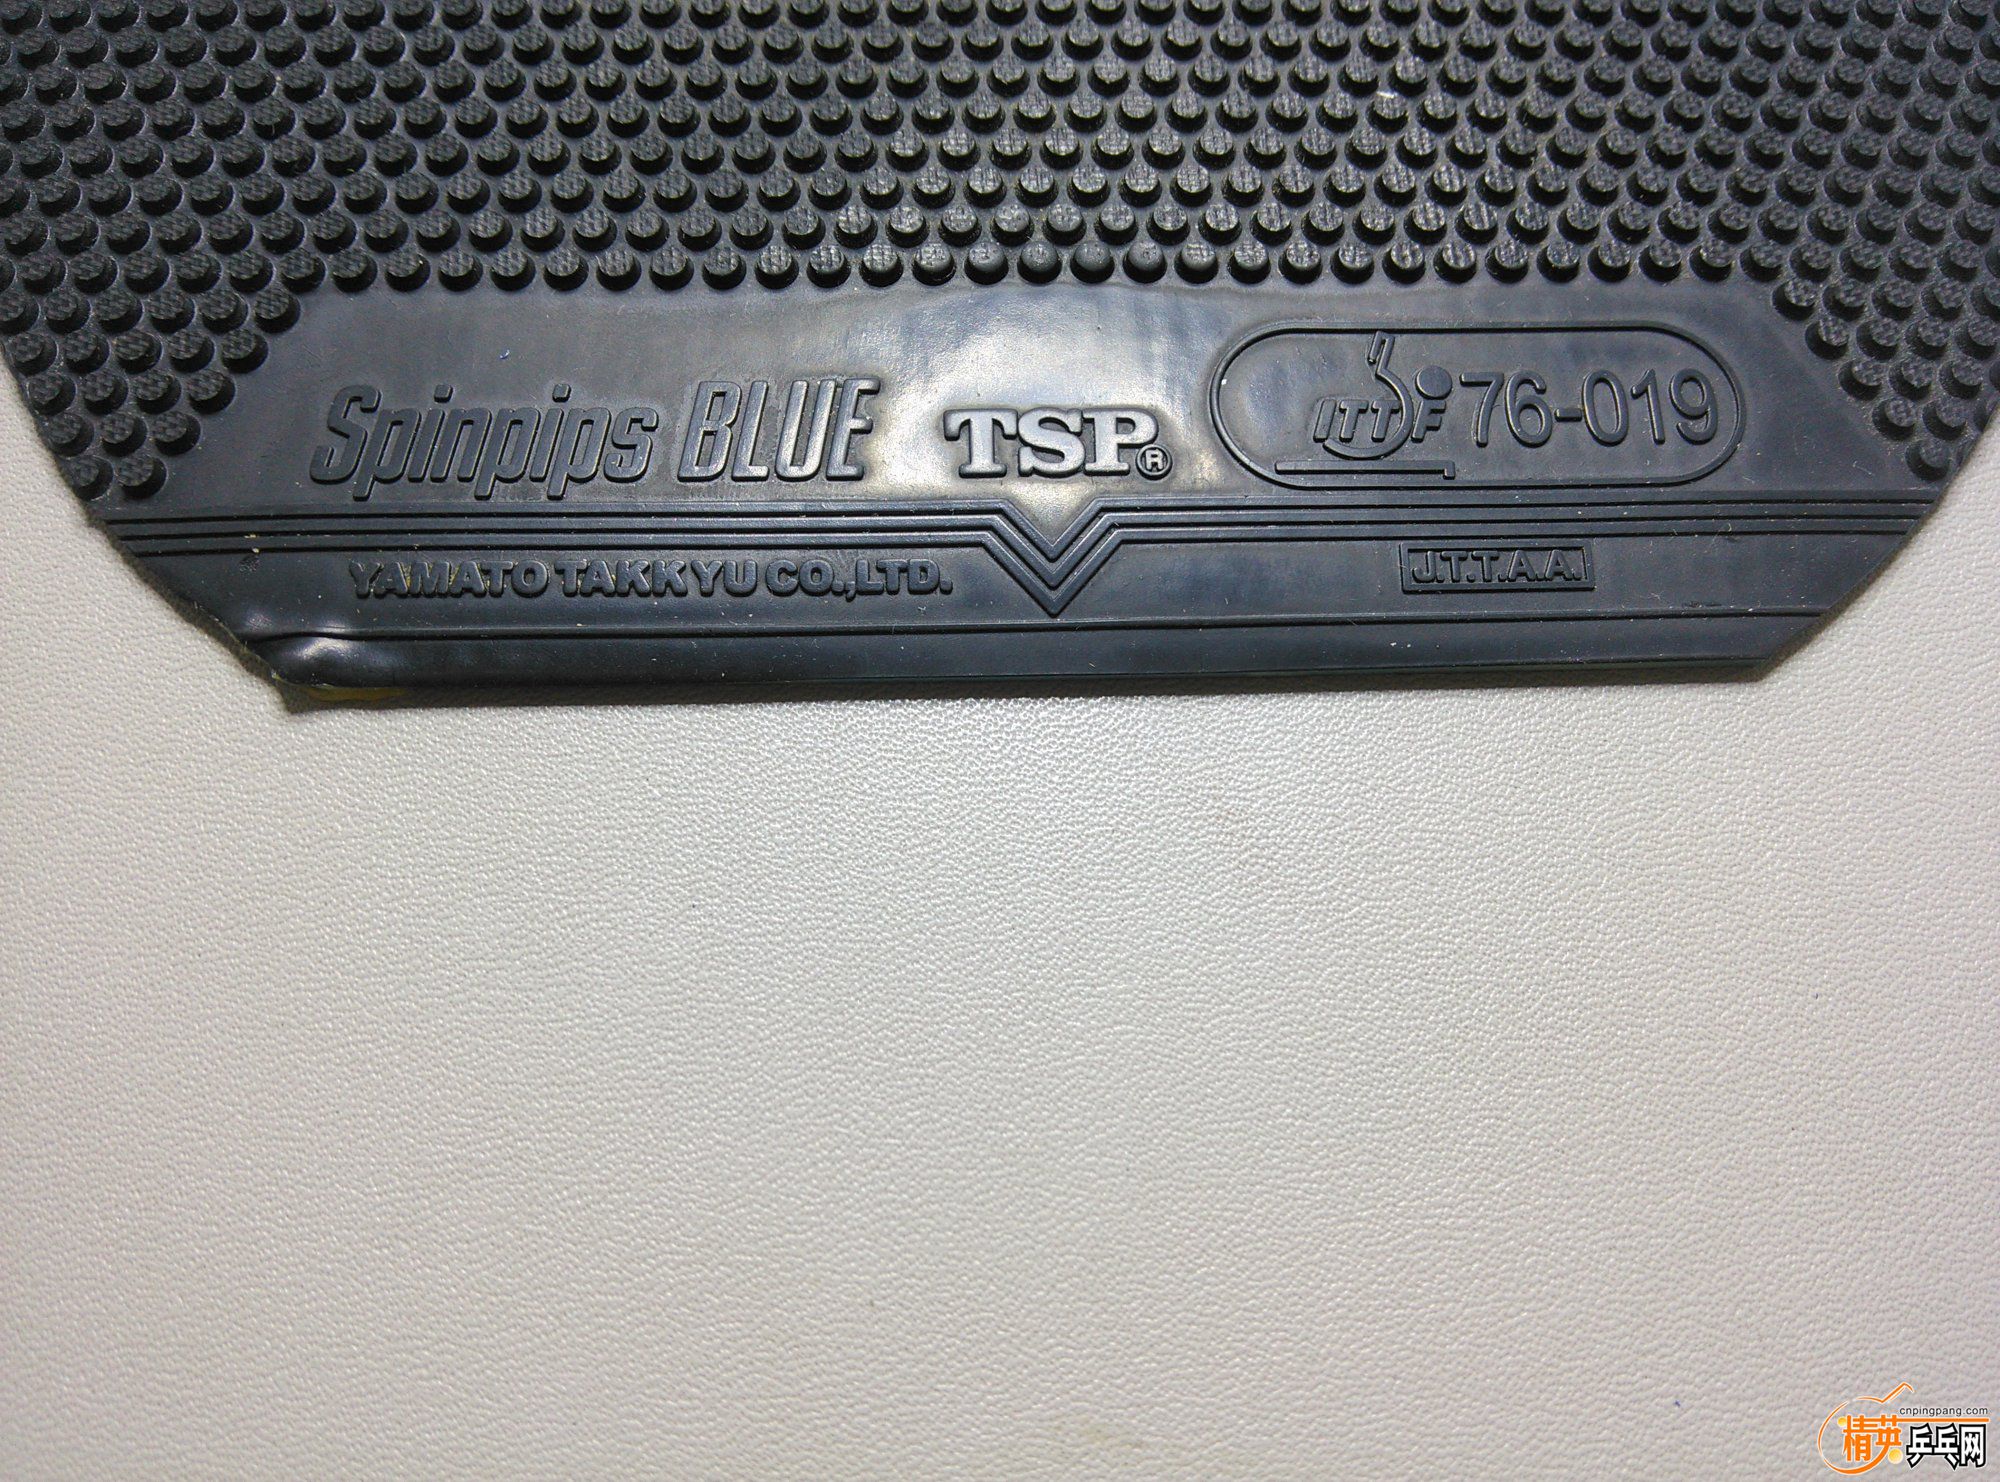 Spinpips BLUE TSP® ITTF 76-019
YAMATO TAKKYU CO.,LTD. J.T.T.A.A.
cnpingpang.com
精英乒乓网